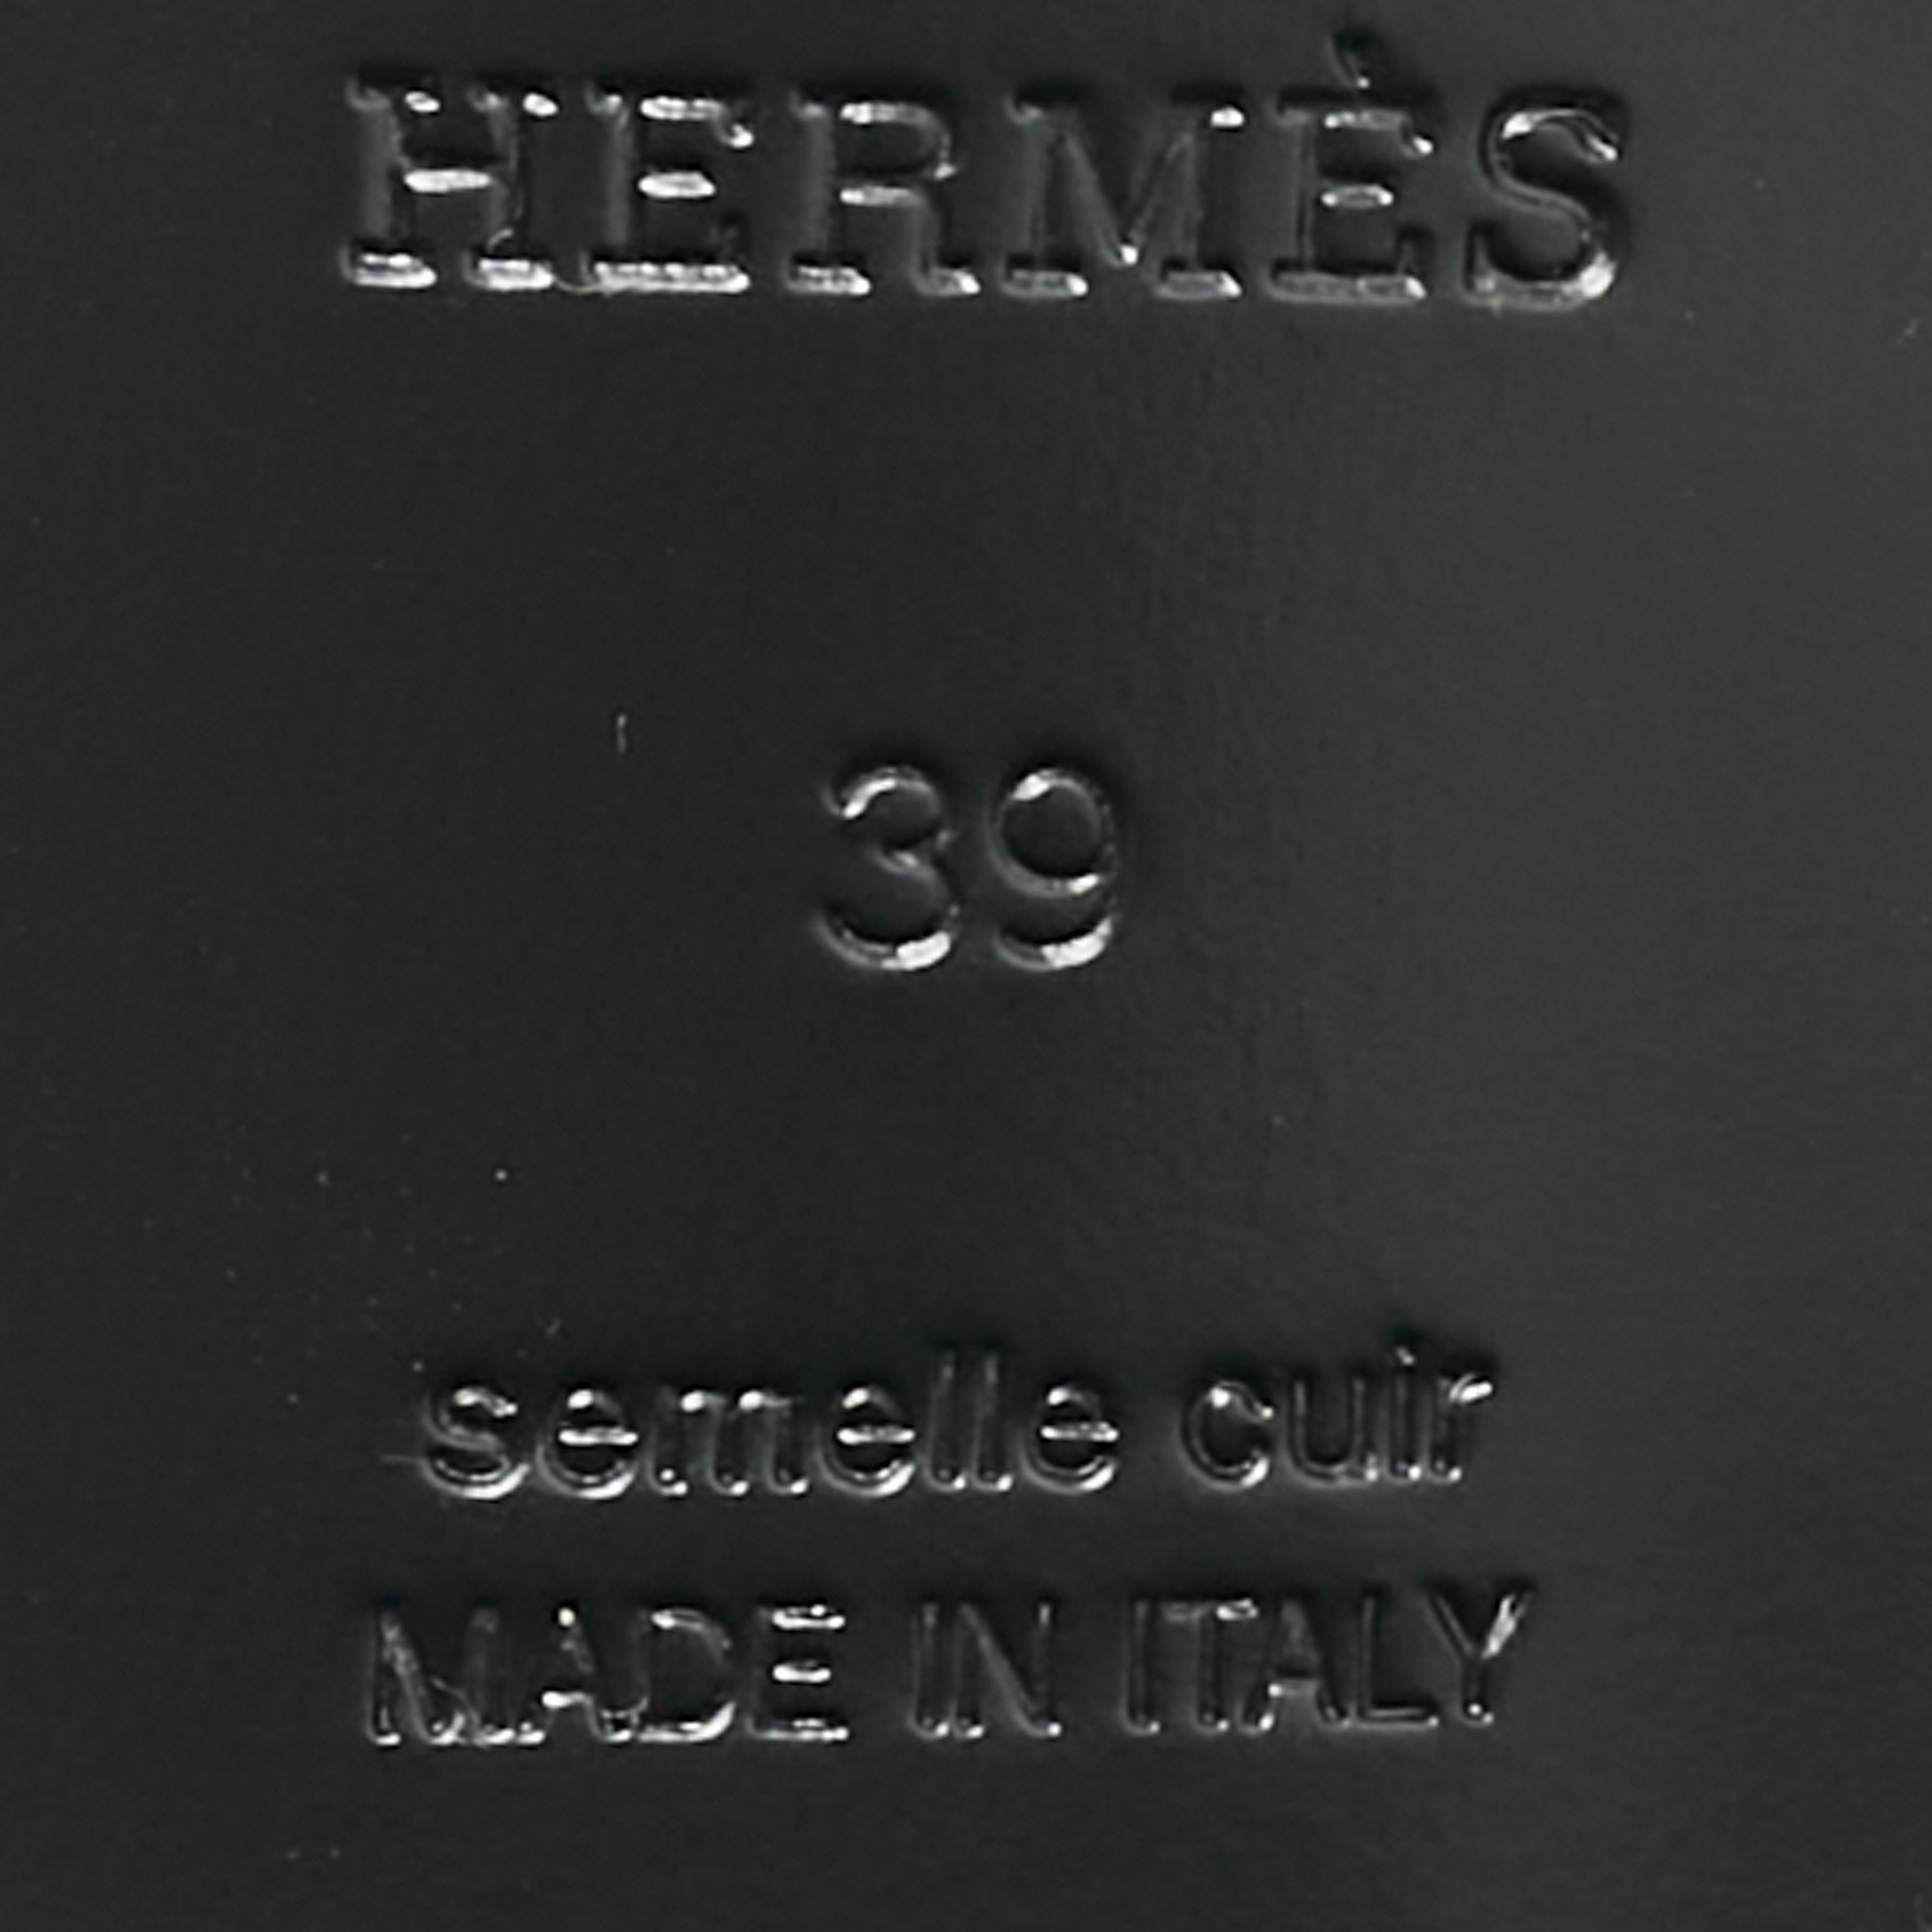 HERMÈS
39
semelle cuir
MADE IN ITALY